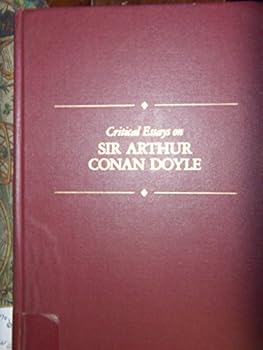 Critical Essays on
SIR ARTHUR
CONAN DOYLE